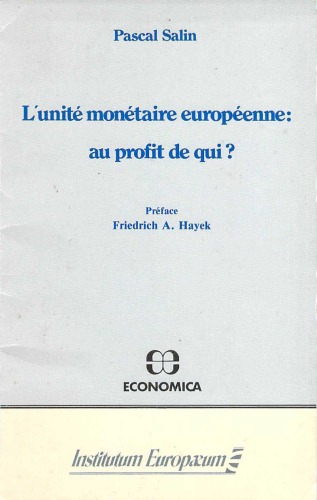 Pascal Salin
L'unité monétaire européenne:
au profit de qui ?
Préface
Friedrich A. Hayek
ECONOMICA
Institutum Europæum